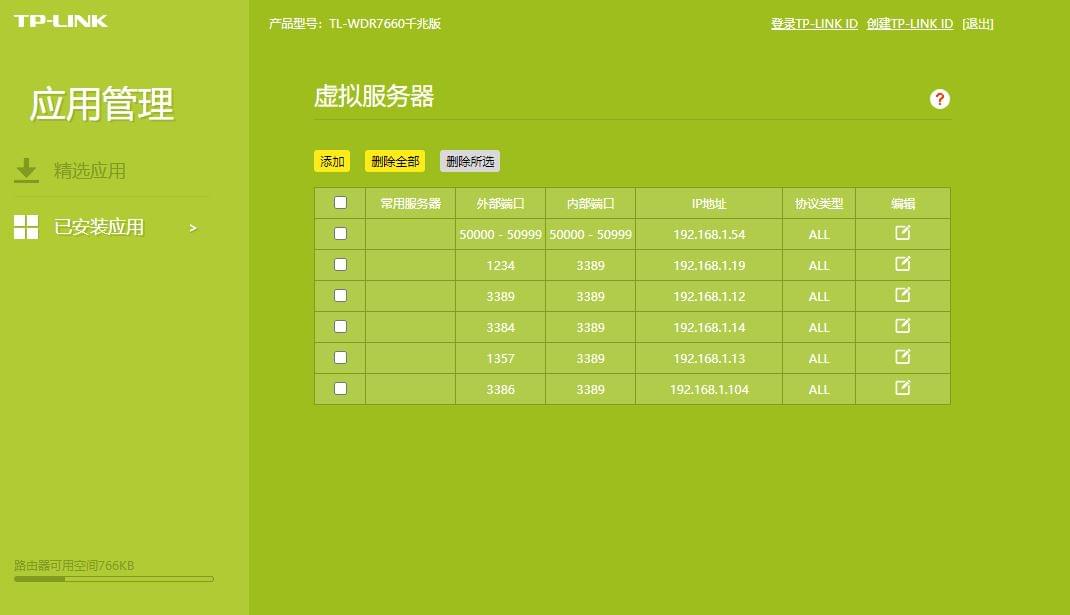 TP-LINK
产品型号：TL-WDR7660千兆版
登录TP-LINK ID 创建TP-LINK ID [退出]
应用管理
精选应用
已安装应用 >
路由器可用空间766KB
虚拟服务器
?
添加 删除全部 删除所选
常用服务器 外部端口 内部端口 IP地址 协议类型 编辑
50000 - 50999 50000 - 50999 192.168.1.54 ALL
1234 3389 192.168.1.19 ALL
3389 3389 192.168.1.12 ALL
3384 3389 192.168.1.14 ALL
1357 3389 192.168.1.13 ALL
3386 3389 192.168.1.104 ALL